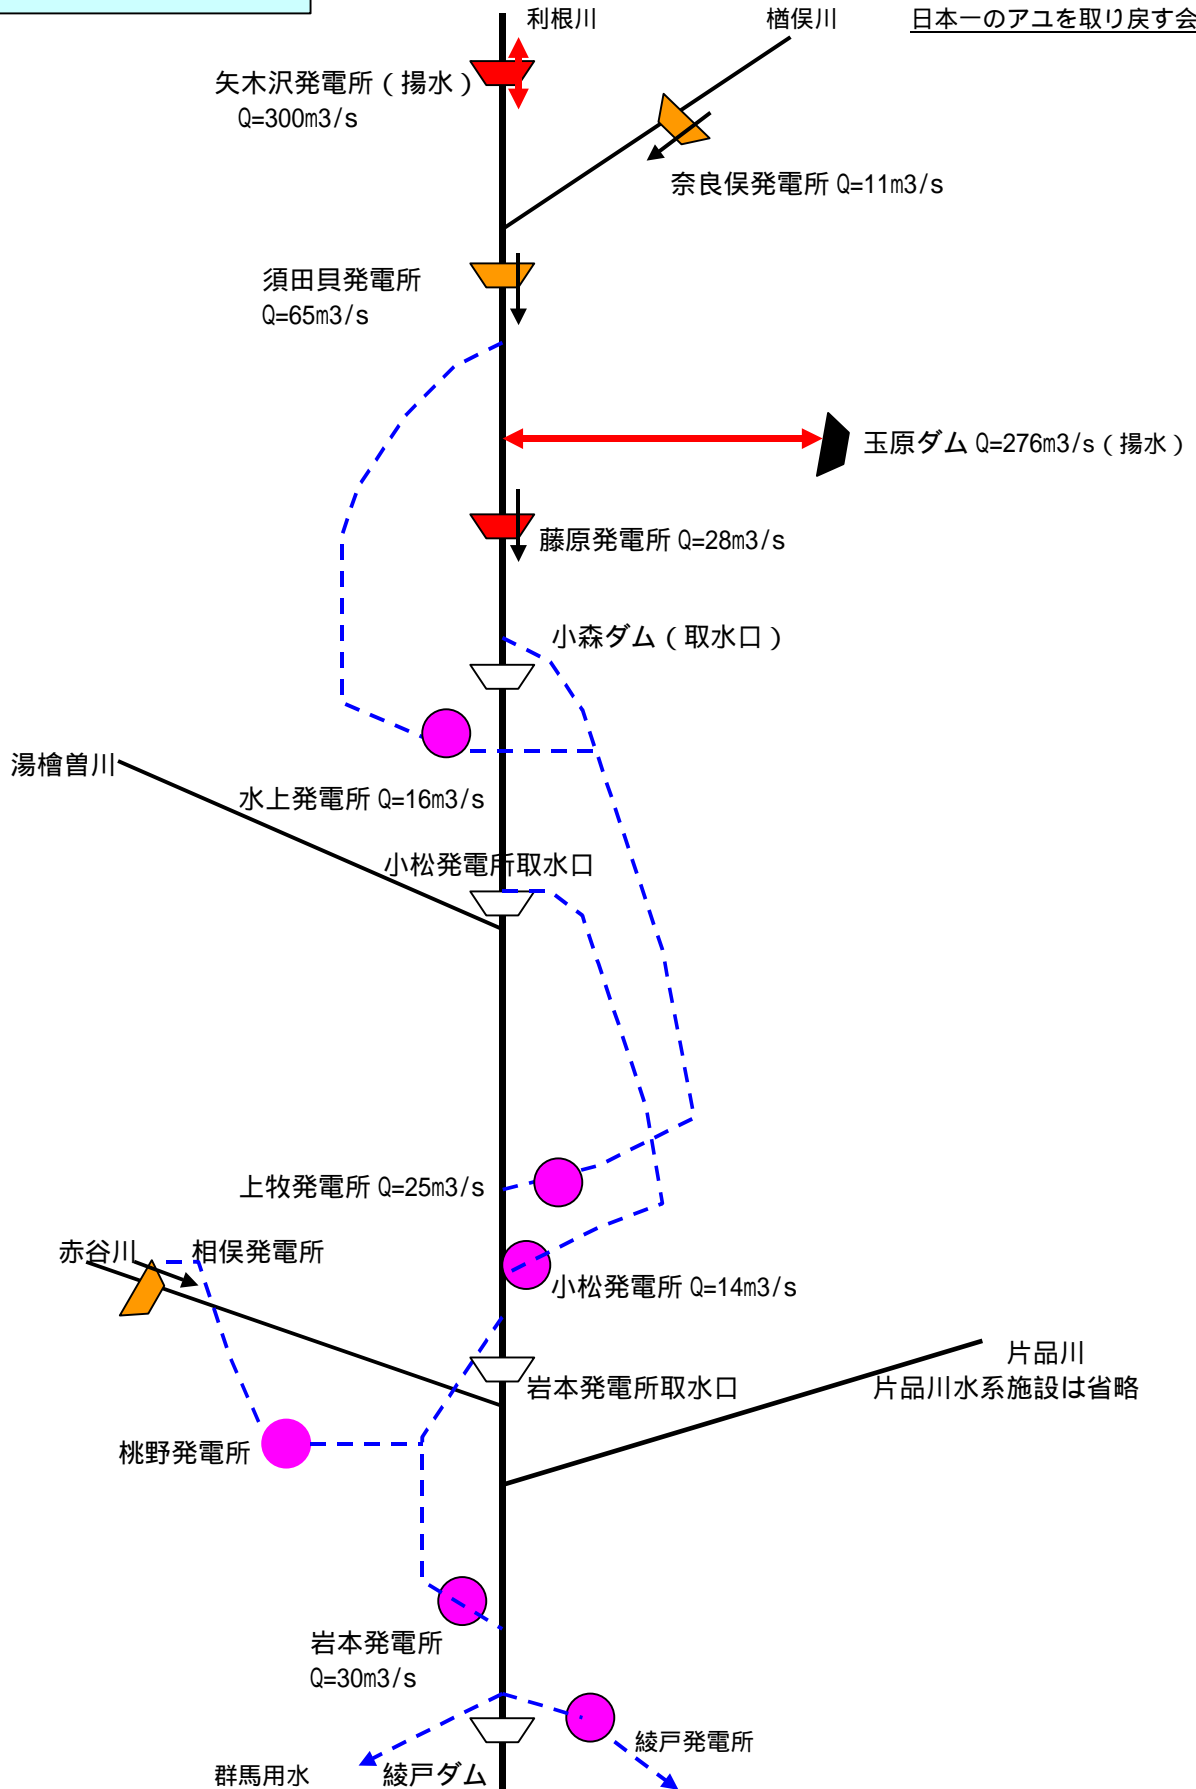 利根川
楢俣川
日本一のアユを取り戻す会
矢木沢発電所（揚水）
Q=300m3/s
奈良俣発電所 Q=11m3/s
須田貝発電所
Q=65m3/s
玉原ダム Q=276m3/s（揚水）
藤原発電所 Q=28m3/s
小森ダム（取水口）
湯檜曽川
水上発電所 Q=16m3/s
小松発電所取水口
上牧発電所 Q=25m3/s
赤谷川
相俣発電所
小松発電所 Q=14m3/s
片品川
岩本発電所取水口
片品川水系施設は省略
桃野発電所
岩本発電所
Q=30m3/s
綾戸発電所
群馬用水
綾戸ダム